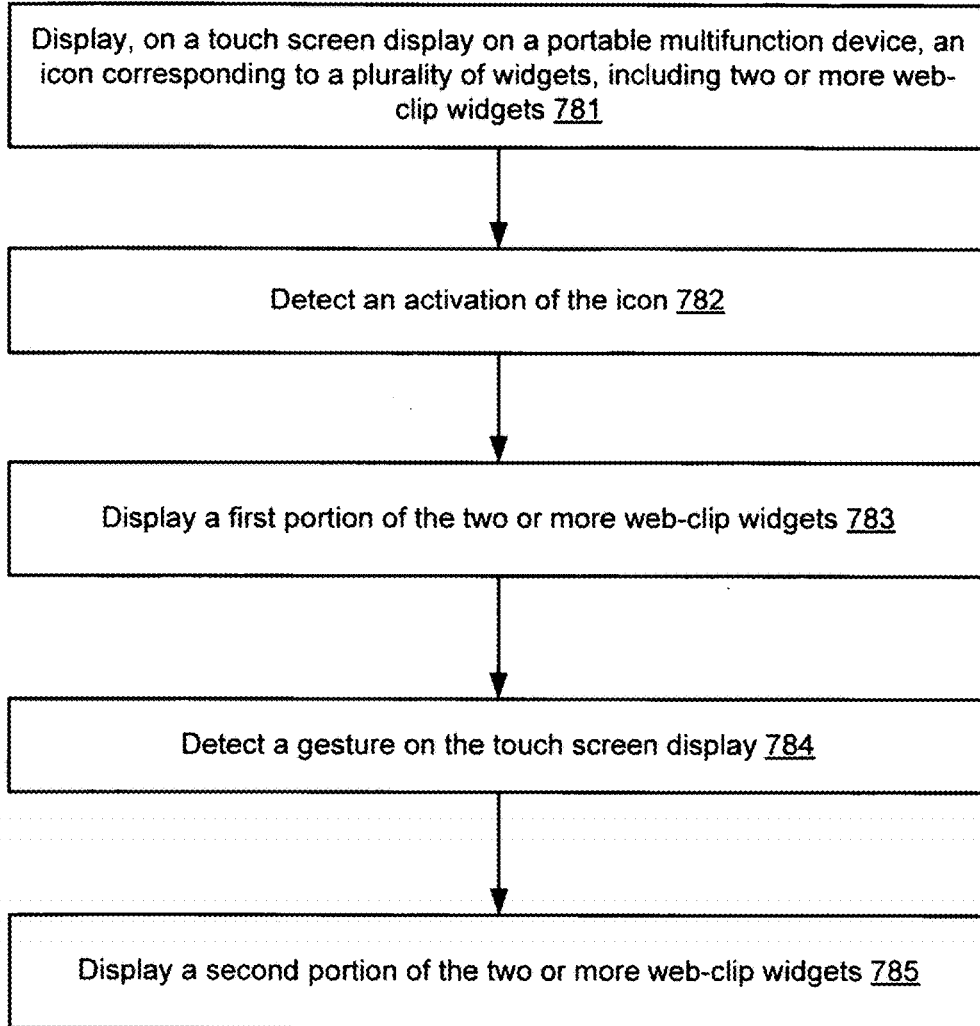 Display, on a touch screen display on a portable multifunction device, an
icon corresponding to a plurality of widgets, including two or more web-
clip widgets 781
Detect an activation of the icon 782
Display a first portion of the two or more web-clip widgets 783
Detect a gesture on the touch screen display 784
Display a second portion of the two or more web-clip widgets 785